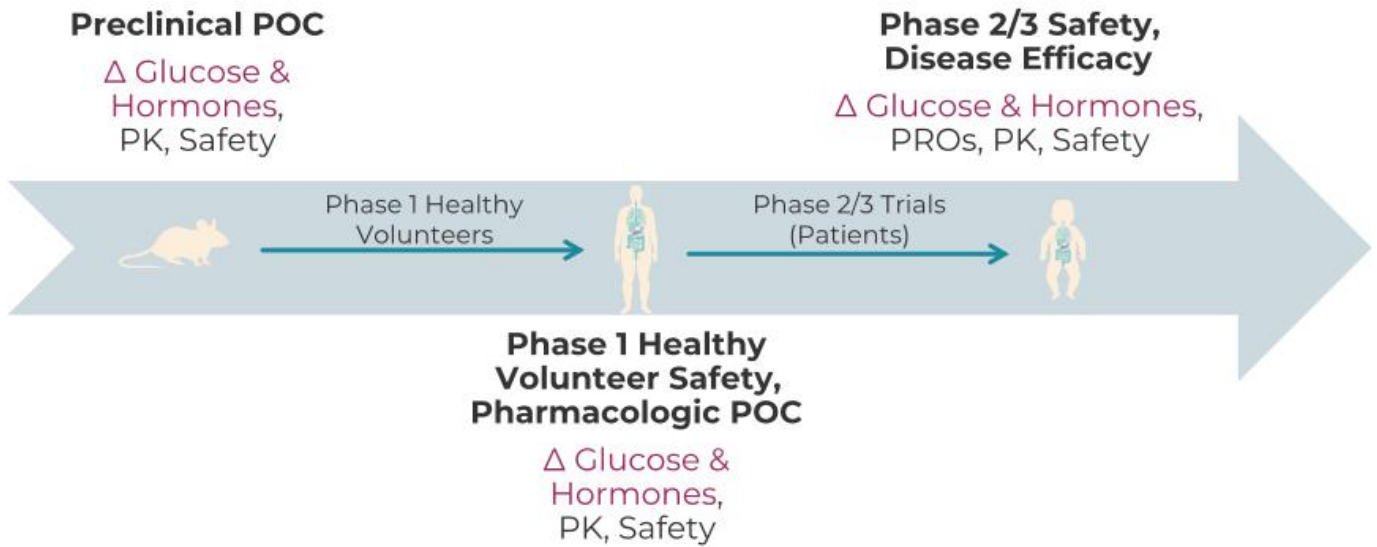 Preclinical POC
Δ Glucose &
Hormones,
PK, Safety
Phase 2/3 Safety,
Disease Efficacy
Δ Glucose & Hormones,
PROs, PK, Safety
Phase 1 Healthy
Volunteers
Phase 2/3 Trials
(Patients)
Phase 1 Healthy
Volunteer Safety,
Pharmacologic POC
Δ Glucose &
Hormones,
PK, Safety